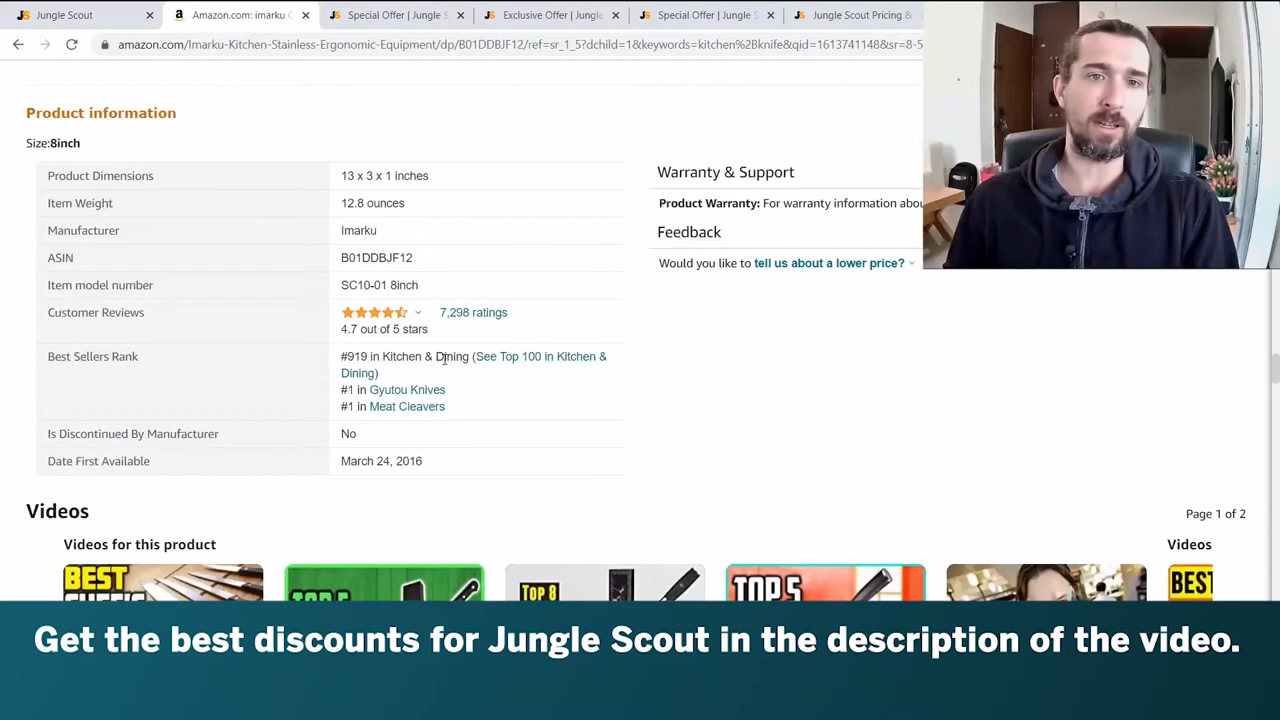 Jungle Scout
Amazon.com: imarku C
Special Offer | Jungle S
Exclusive Offer | Jungle
Special Offer | Jungle S
Jungle Scout Pricing &
amazon.com/Imarku-Kitchen-Stainless-Ergonomic-Equipment/dp/B01DDBJF12/ref=sr_1_5?dchild=1&keywords=kitchen%2Bknife&qid=1613741148&sr=8-5
Product information
Size:8inch
Product Dimensions 13 x 3 x 1 inches
Item Weight 12.8 ounces
Manufacturer Imarku
ASIN B01DDBJF12
Item model number SC10-01 8inch
Customer Reviews 7,298 ratings
4.7 out of 5 stars
Best Sellers Rank #919 in Kitchen & Dining (See Top 100 in Kitchen &
Dining)
#1 in Gyutou Knives
#1 in Meat Cleavers
Is Discontinued By Manufacturer No
Date First Available March 24, 2016
Warranty & Support
Product Warranty: For warranty information abou
Feedback
Would you like to tell us about a lower price?
Videos
Page 1 of 2
Videos for this product
Videos
BEST
TOP 5
TOP 8
TOP 5
BEST
Get the best discounts for Jungle Scout in the description of the video.